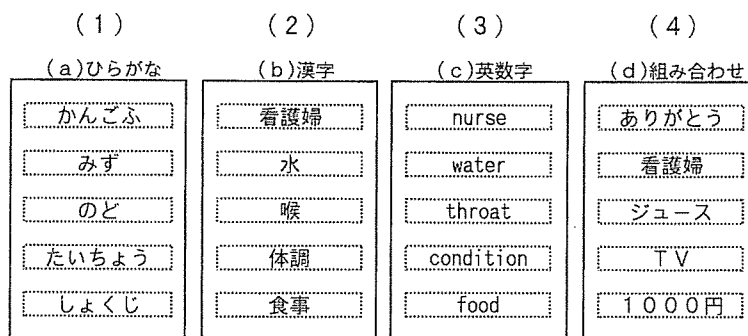 (1) (2) (3) (4)
(a)ひらがな (b)漢字 (c)英数字 (d)組み合わせ
かんごふ 看護婦 nurse ありがとう
みず 水 water 看護婦
のど 喉 throat ジュース
たいちょう 体調 condition TV
しょくじ 食事 food 1000円